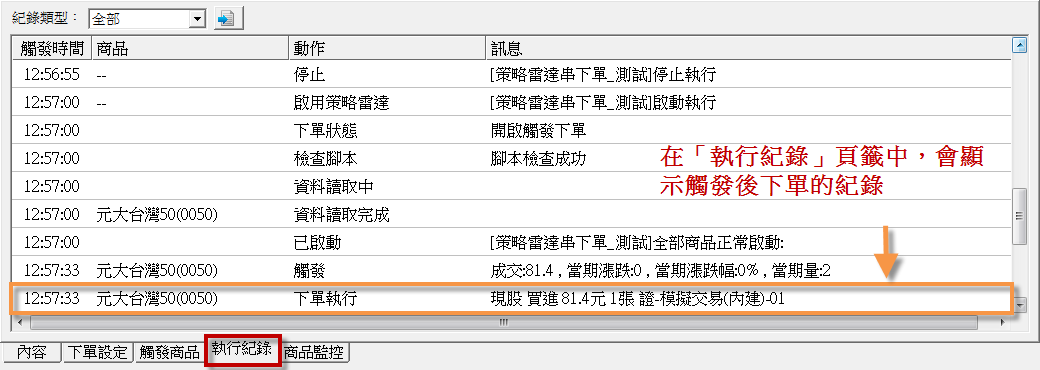 紀錄類型： 全部
觸發時間 商品 動作 訊息
12:56:55 -- 停止 [策略雷達串下單_測試]停止執行
12:57:00 -- 啟用策略雷達 [策略雷達串下單_測試]啟動執行
12:57:00 下單狀態 開啟觸發下單
12:57:00 檢查腳本 腳本檢查成功
在「執行紀錄」頁籤中，會顯
示觸發後下單的紀錄
12:57:00 資料讀取中
12:57:00 元大台灣50(0050) 資料讀取完成
12:57:00 已啟動 [策略雷達串下單_測試]全部商品正常啟動:
12:57:33 元大台灣50(0050) 觸發 成交:81.4 , 當期漲跌:0 , 當期漲跌幅:0% , 當期量:2
12:57:33 元大台灣50(0050) 下單執行 現股 買進 81.4元 1張 證-模擬交易(內建)-01
內容 下單設定 觸發商品 執行紀錄 商品監控